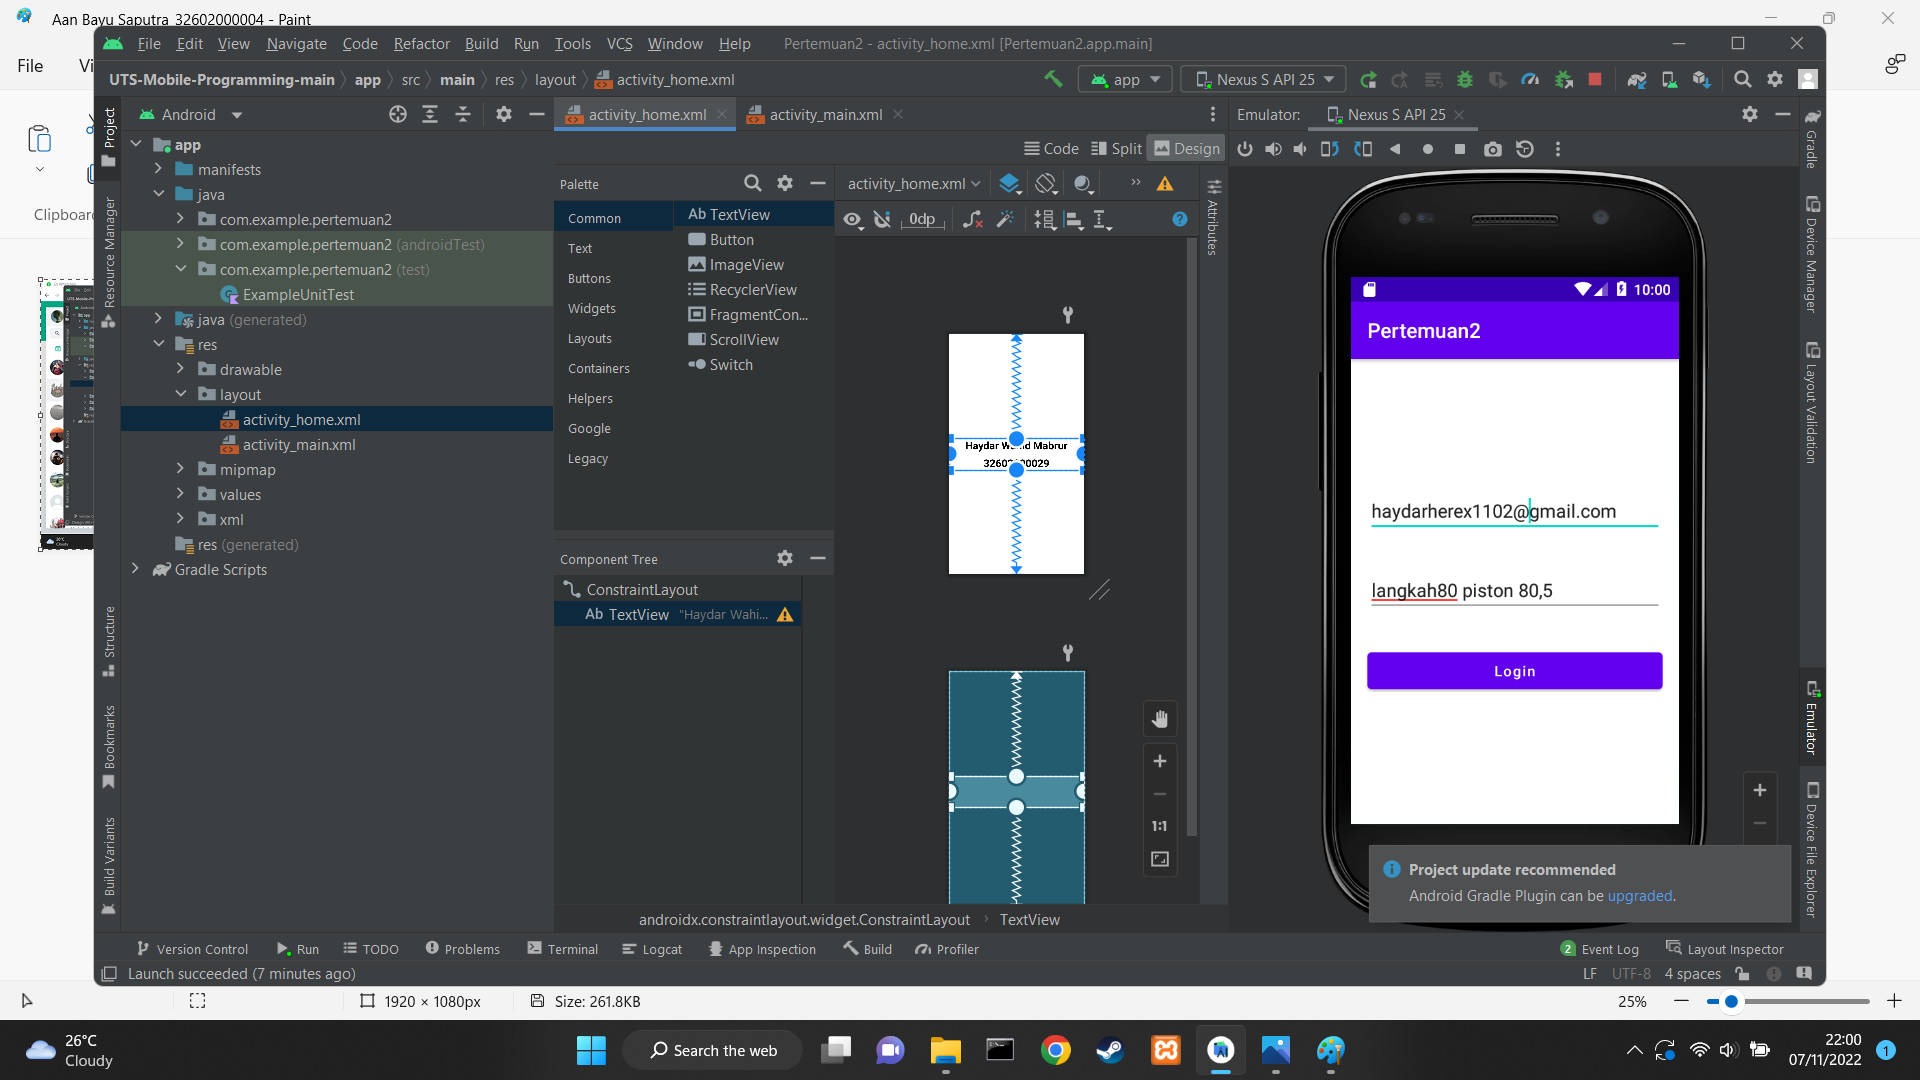 Aan Bayu Saputra_32602000004 - Paint
File
Clipboard
File Edit View Navigate Code Refactor Build Run Tools VCS Window Help Pertemuan2 - activity_home.xml [Pertemuan2.app.main]
UTS-Mobile-Programming-main app src main res layout activity_home.xml
app Nexus S API 25
Project
Resource Manager
Structure
Bookmarks
Build Variants
Android
app
manifests
java
com.example.pertemuan2
com.example.pertemuan2 (androidTest)
com.example.pertemuan2 (test)
ExampleUnitTest
java (generated)
res
drawable
layout
activity_home.xml
activity_main.xml
mipmap
values
xml
res (generated)
Gradle Scripts
activity_home.xml activity_main.xml
Code Split Design
Palette
Common
Text
Buttons
Widgets
Layouts
Containers
Helpers
Google
Legacy
Ab TextView
Button
ImageView
RecyclerView
FragmentCon...
ScrollView
Switch
Component Tree
ConstraintLayout
Ab TextView "Haydar Wahi...
activity_home.xml
0dp
Attributes
Mabrur
1:1
androidx.constraintlayout.widget.ConstraintLayout TextView
Emulator: Nexus S API 25
10:00
Pertemuan2
haydarherex1102@gmail.com
langkah80 piston 80,5
Login
Project update recommended
Android Gradle Plugin can be upgraded.
Gradle
Device Manager
Layout Validation
Emulator
Device File Explorer
Version Control Run TODO Problems Terminal Logcat App Inspection Build Profiler
2 Event Log Layout Inspector
Launch succeeded (7 minutes ago)
LF UTF-8 4 spaces
1920 × 1080px Size: 261.8KB
25%
26°C
Cloudy
Search the web
22:00
07/11/2022
1